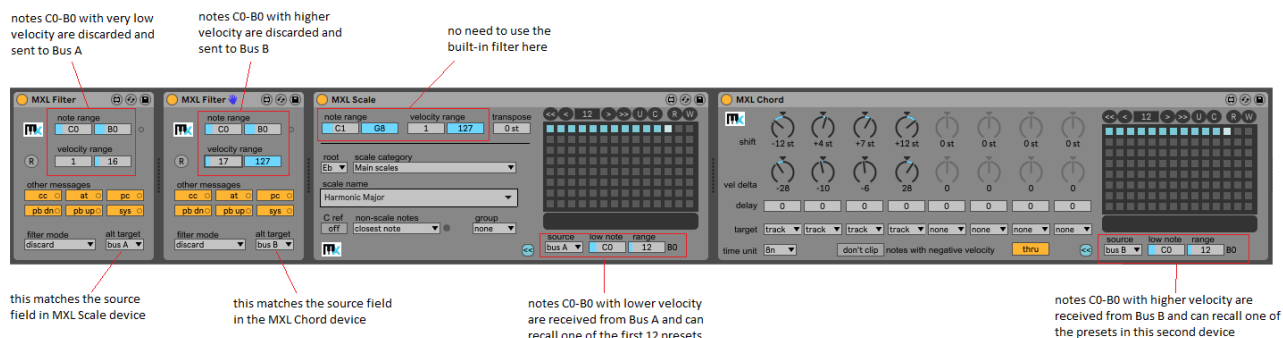 notes C0-B0 with very low
velocity are discarded and
sent to Bus A
notes C0-B0 with higher
velocity are discarded and
sent to Bus B
no need to use the
built-in filter here
MXL Filter
note range
C0 B0
velocity range
1 16
R
other messages
cc at pc
pb dn pb up sys
filter mode alt target
discard bus A
MXL Filter
note range
C0 B0
velocity range
17 127
R
other messages
cc at pc
pb dn pb up sys
filter mode alt target
discard bus B
MXL Scale
note range velocity range transpose
C1 G8 1 127 0 st
root scale category
Eb Main scales
scale name
Harmonic Major
C ref non-scale notes group
off closest note none
<< < 12 > >> U C R W
source low note range
<< bus A C0 12 B0
MXL Chord
shift
-12 st +4 st +7 st +12 st 0 st 0 st 0 st 0 st
vel delta
-28 -10 -6 28 0 0 0 0
delay 0 0 0 0 0 0 0 0
target track track track track none none none none
time unit 8n don't clip notes with negative velocity thru <<
<< < 12 > >> U C R W
source low note range
bus B C0 12 B0
this matches the source
field in MXL Scale device
this matches the source field
in the MXL Chord device
notes C0-B0 with lower velocity
are received from Bus A and can
recall one of the first 12 presets
notes C0-B0 with higher velocity are
received from Bus B and can recall one of
the presets in this second device